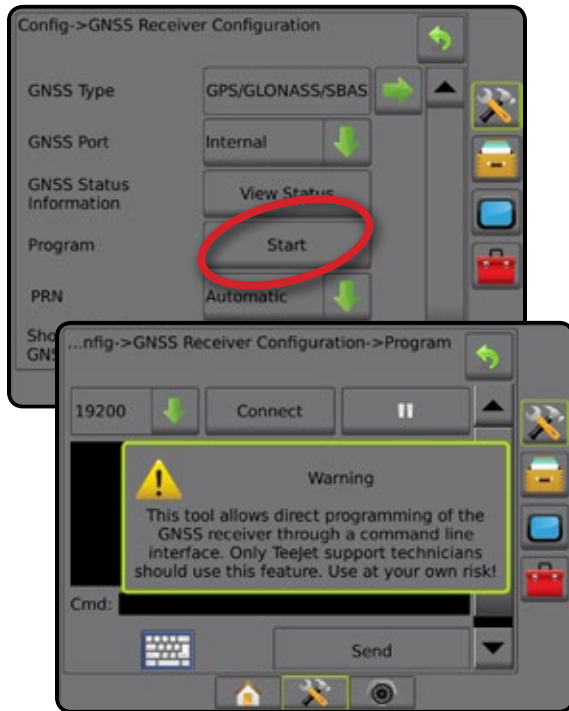 Config->GNSS Receiver Configuration
GNSS Type
GPS/GLONASS/SBAS
GNSS Port
Internal
GNSS Status
Information
View Status
Program
Start
PRN
Automatic
Sho
GNS
...nfig->GNSS Receiver Configuration->Program
19200
Connect
Warning
This tool allows direct programming of the
GNSS receiver through a command line
interface. Only TeeJet support technicians
should use this feature. Use at your own risk!
Cmd:
Send